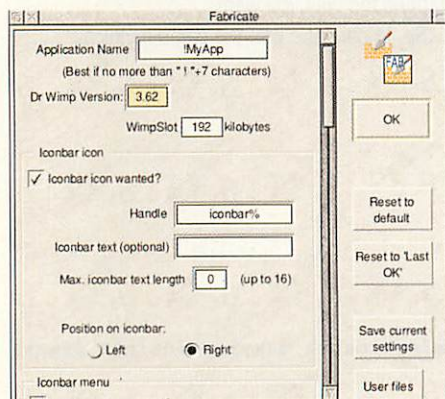 Fabricate
Application Name !MyApp
(Best if no more than "!"+7 characters)
Dr Wimp Version: 3.62
WimpSlot 192 kilobytes
Iconbar icon
Iconbar icon wanted?
Handle iconbar%
Iconbar text (optional)
Max. iconbar text length 0 (up to 16)
Position on iconbar:
Left Right
Iconbar menu
FAB
OK
Reset to
default
Reset to 'Last
OK'
Save current
settings
User files